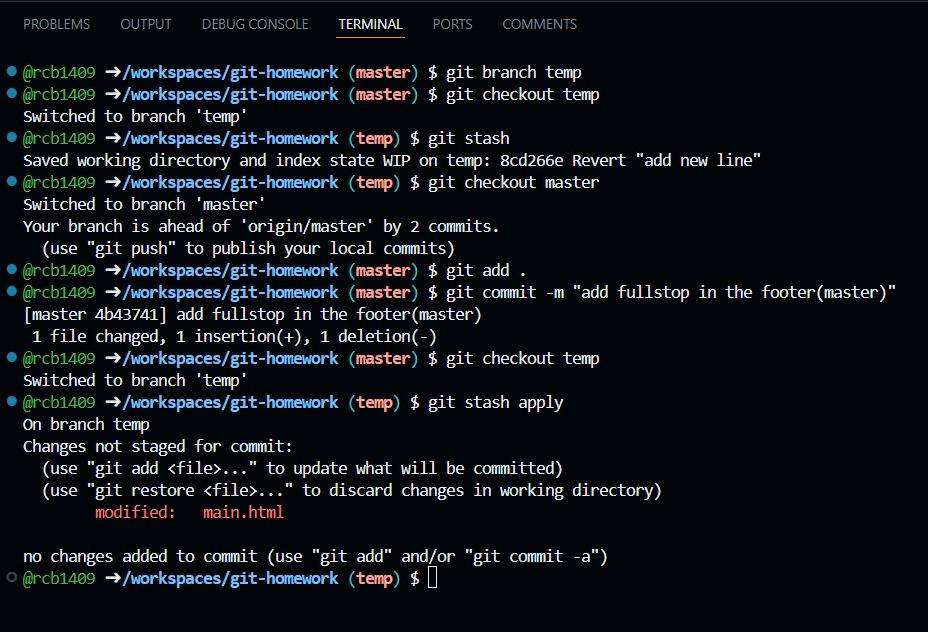 PROBLEMS OUTPUT DEBUG CONSOLE TERMINAL PORTS COMMENTS
@rcb1409 ➜/workspaces/git-homework (master) $ git branch temp
@rcb1409 ➜/workspaces/git-homework (master) $ git checkout temp
Switched to branch 'temp'
@rcb1409 ➜/workspaces/git-homework (temp) $ git stash
Saved working directory and index state WIP on temp: 8cd266e Revert "add new line"
@rcb1409 ➜/workspaces/git-homework (temp) $ git checkout master
Switched to branch 'master'
Your branch is ahead of 'origin/master' by 2 commits.
  (use "git push" to publish your local commits)
@rcb1409 ➜/workspaces/git-homework (master) $ git add .
@rcb1409 ➜/workspaces/git-homework (master) $ git commit -m "add fullstop in the footer(master)"
[master 4b43741] add fullstop in the footer(master)
 1 file changed, 1 insertion(+), 1 deletion(-)
@rcb1409 ➜/workspaces/git-homework (master) $ git checkout temp
Switched to branch 'temp'
@rcb1409 ➜/workspaces/git-homework (temp) $ git stash apply
On branch temp
Changes not staged for commit:
  (use "git add <file>..." to update what will be committed)
  (use "git restore <file>..." to discard changes in working directory)
        modified:   main.html

no changes added to commit (use "git add" and/or "git commit -a")
@rcb1409 ➜/workspaces/git-homework (temp) $